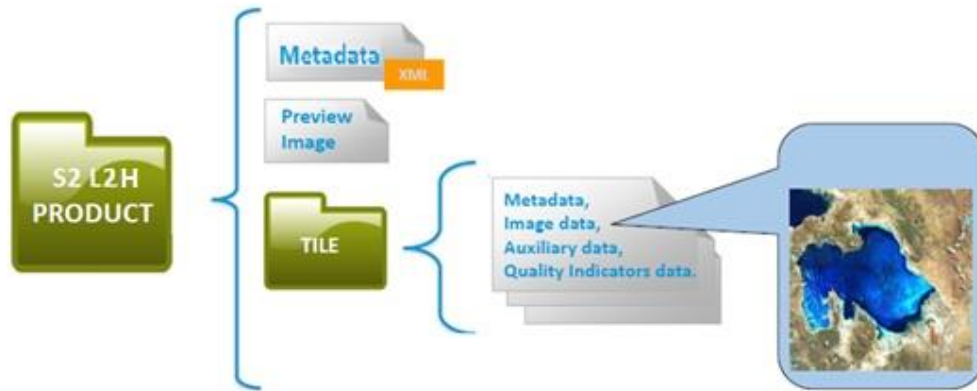 S2 L2H
PRODUCT
Metadata
XML
Preview
Image
TILE
Metadata,
Image data,
Auxiliary data,
Quality Indicators data.